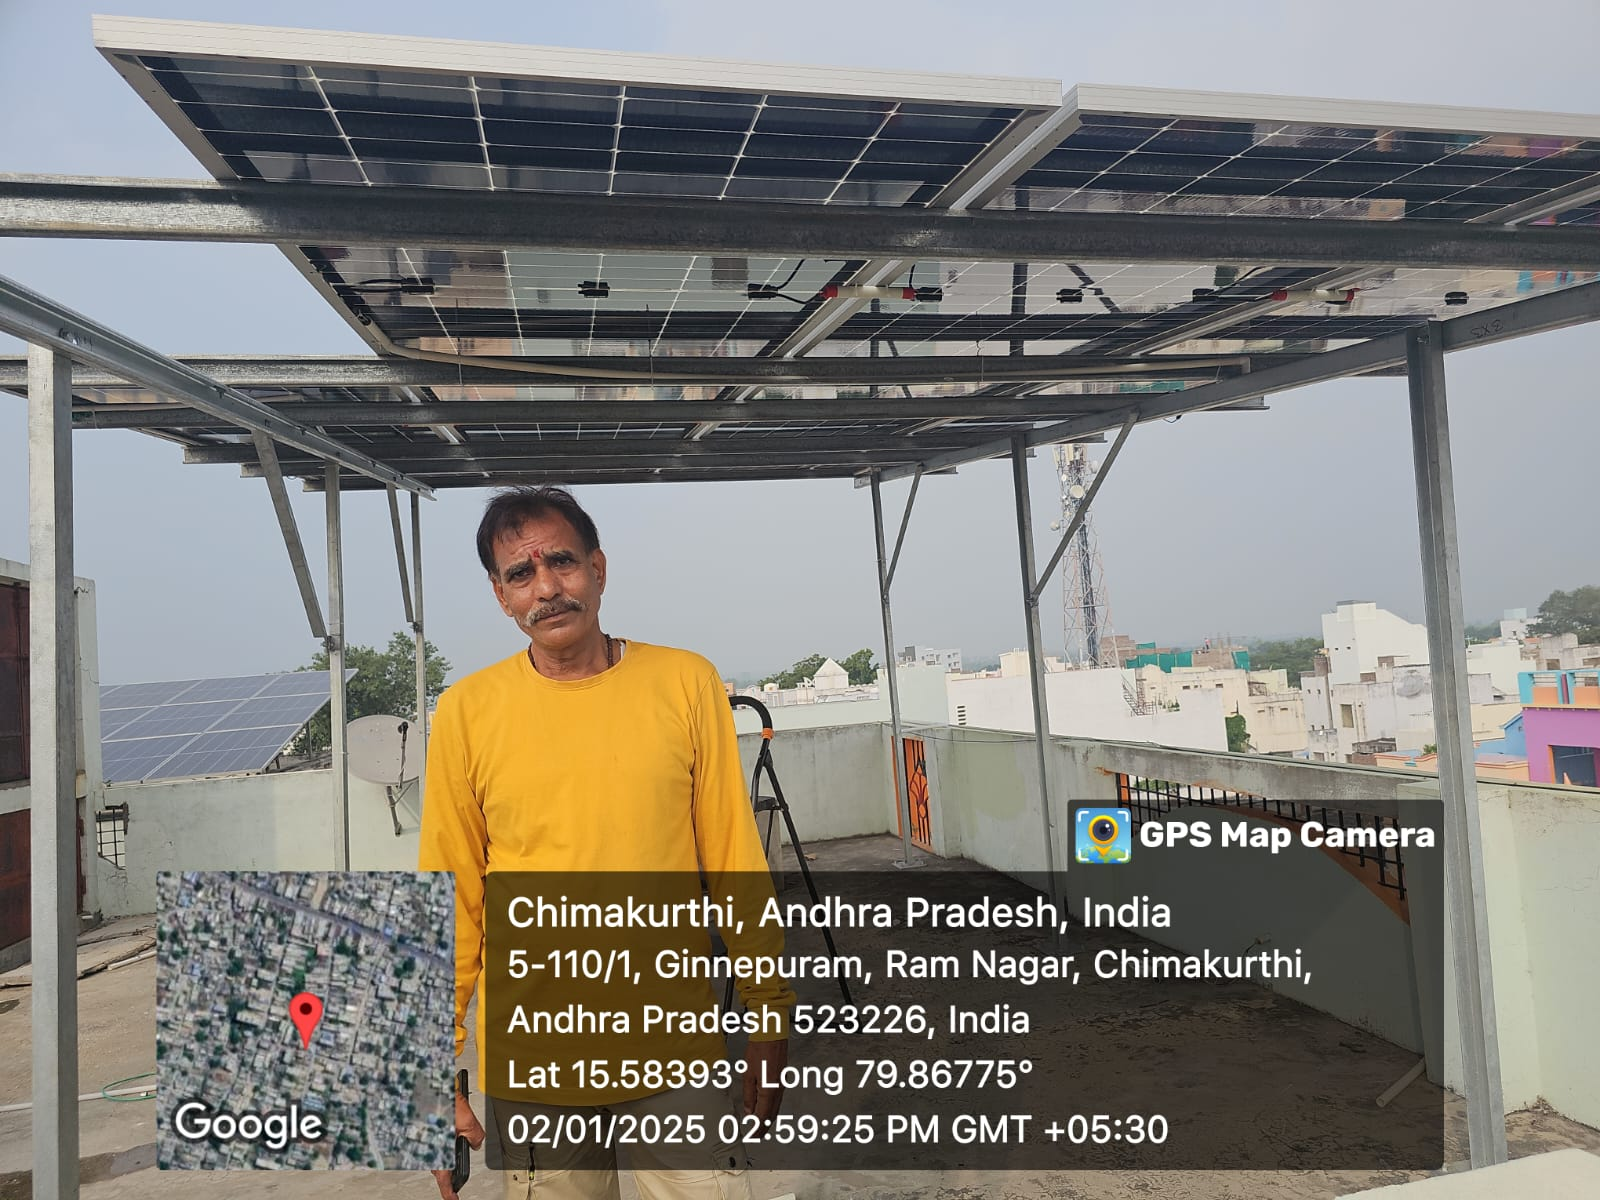 GPS Map Camera
Chimakurthi, Andhra Pradesh, India
5-110/1, Ginnepuram, Ram Nagar, Chimakurthi,
Andhra Pradesh 523226, India
Lat 15.58393° Long 79.86775°
02/01/2025 02:59:25 PM GMT +05:30
Google